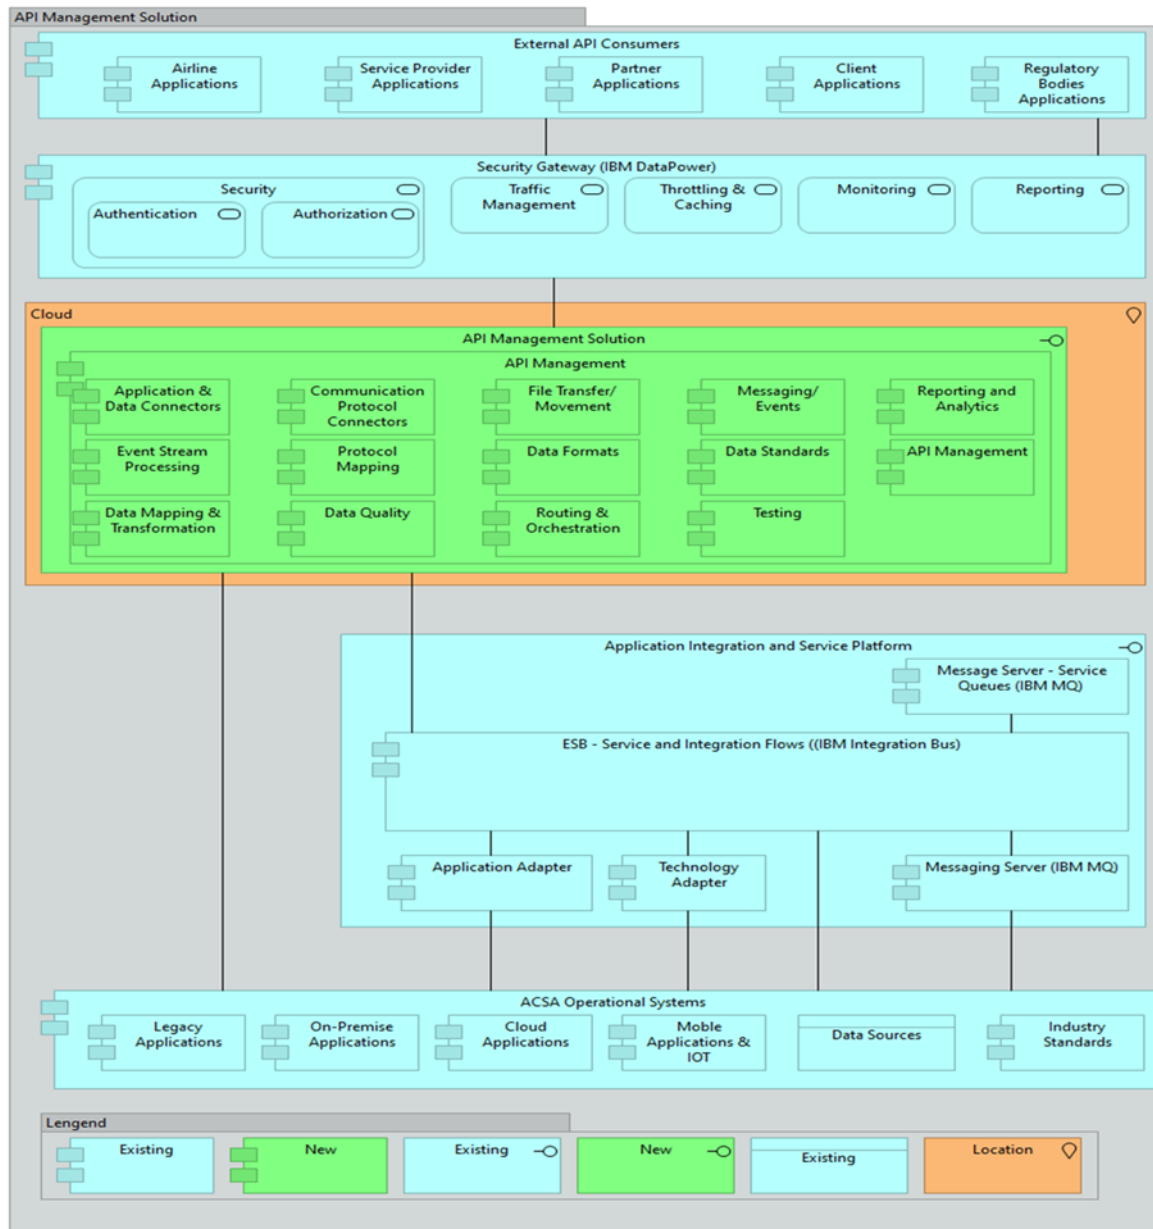 API Management Solution
External API Consumers
Airline
Applications
Service Provider
Applications
Partner
Applications
Client
Applications
Regulatory
Bodies
Applications
Security Gateway (IBM DataPower)
Security
Authentication
Authorization
Traffic
Management
Throttling &
Caching
Monitoring
Reporting
Cloud
API Management Solution
API Management
Application &
Data Connectors
Communication
Protocol
Connectors
File Transfer/
Movement
Messaging/
Events
Reporting and
Analytics
Event Stream
Processing
Protocol
Mapping
Data Formats
Data Standards
API Management
Data Mapping &
Transformation
Data Quality
Routing &
Orchestration
Testing
Application Integration and Service Platform
Message Server - Service
Queues (IBM MQ)
ESB - Service and Integration Flows ((IBM Integration Bus)
Application Adapter
Technology
Adapter
Messaging Server (IBM MQ)
ACSA Operational Systems
Legacy
Applications
On-Premise
Applications
Cloud
Applications
Moble
Applications &
IOT
Data Sources
Industry
Standards
Lengend
Existing
New
Existing
New
Existing
Location